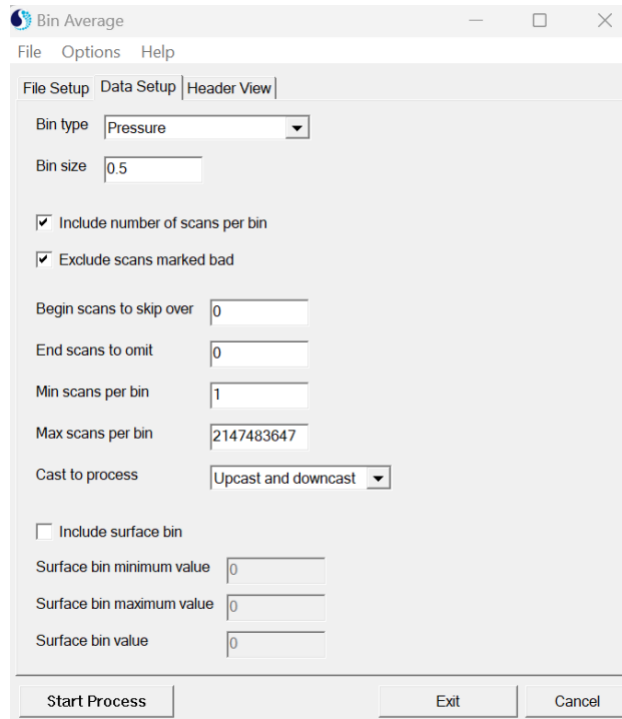 Bin Average
File Options Help
File Setup Data Setup Header View
Bin type Pressure
Bin size 0.5
Include number of scans per bin
Exclude scans marked bad
Begin scans to skip over 0
End scans to omit 0
Min scans per bin 1
Max scans per bin 2147483647
Cast to process Upcast and downcast
Include surface bin
Surface bin minimum value 0
Surface bin maximum value 0
Surface bin value 0
Start Process Exit Cancel